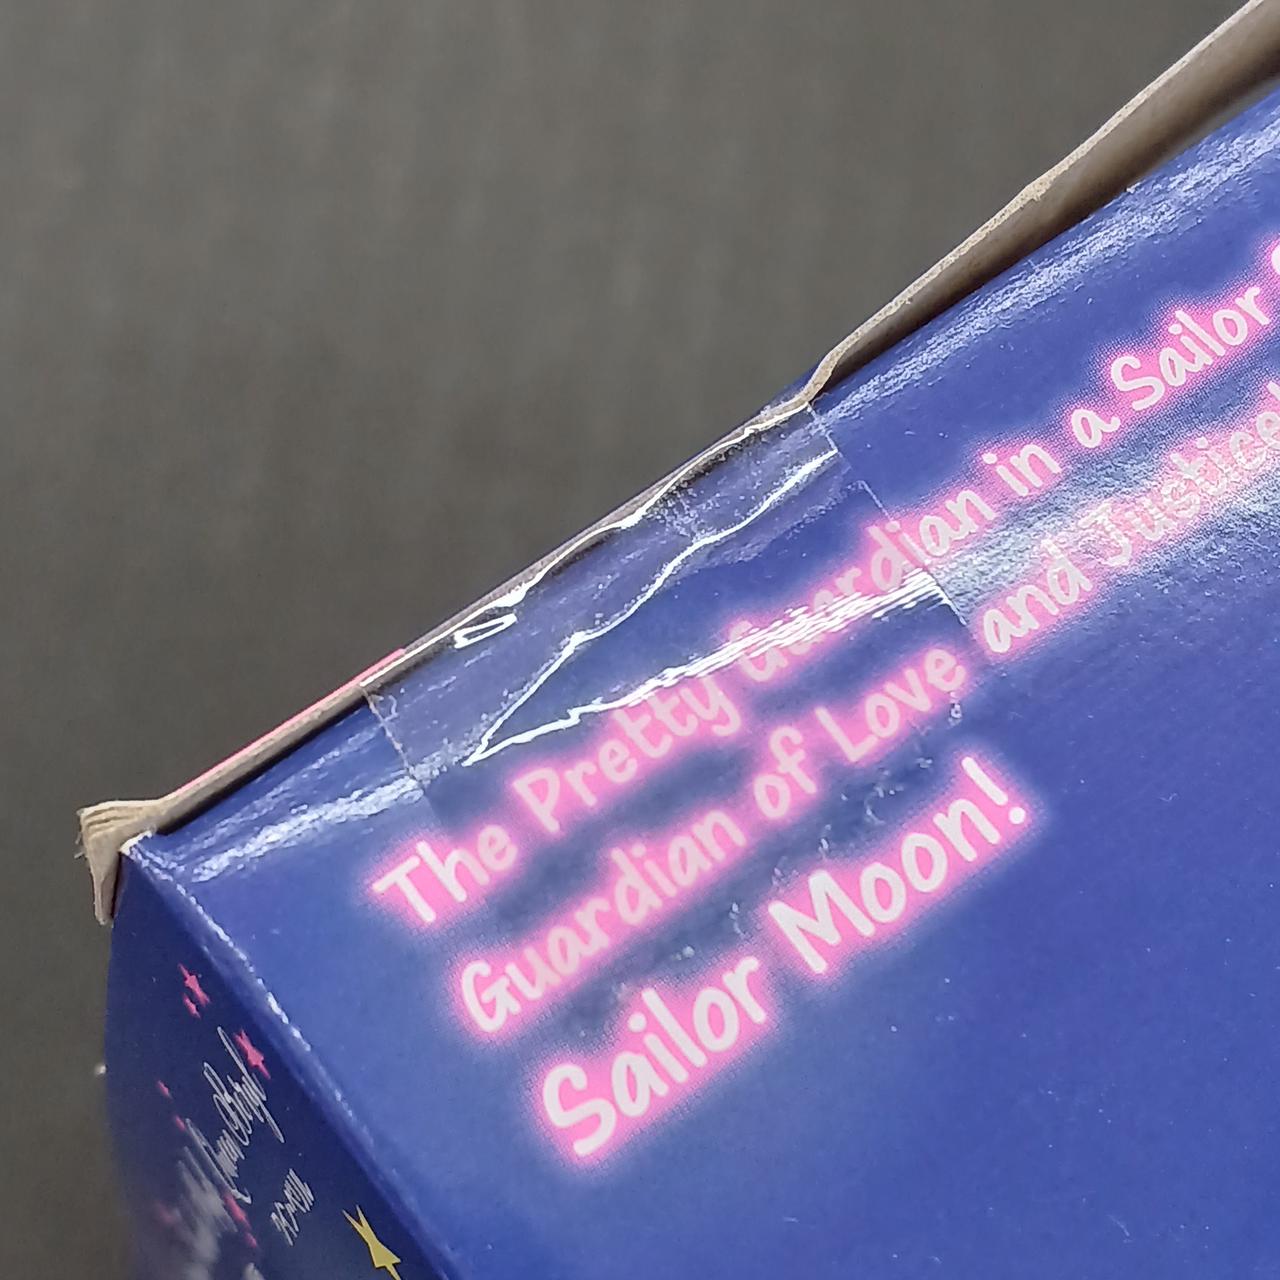 The Pretty Guardian in a Sailor
Guardian of Love and Justice!
Sailor Moon!